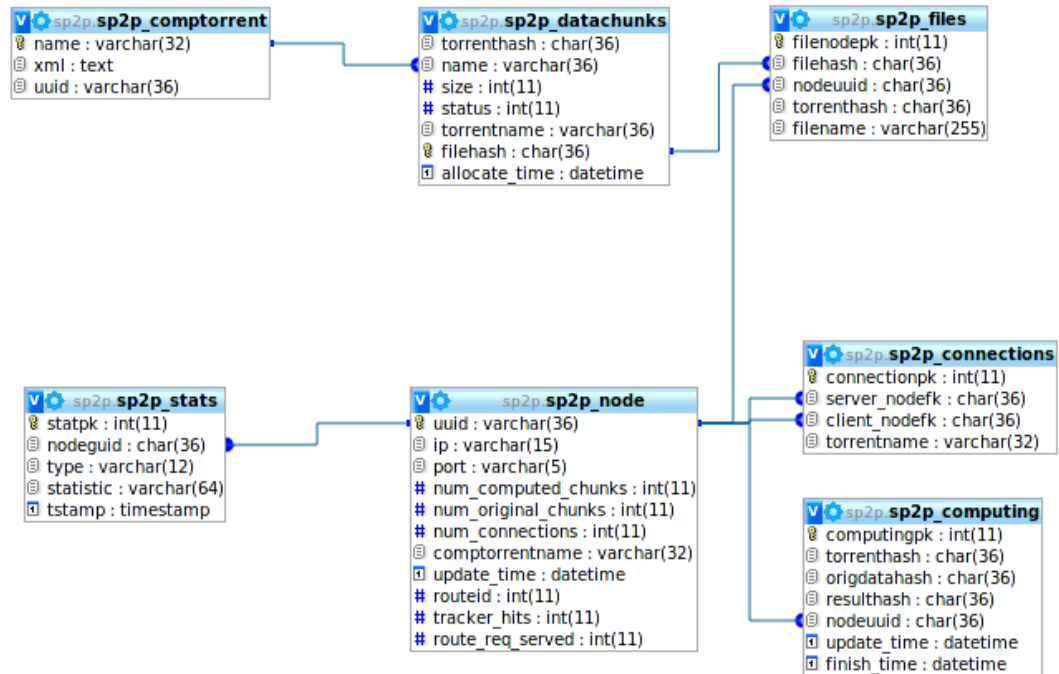 V sp2p.sp2p_comptorrent
name : varchar(32)
xml : text
uuid : varchar(36)
V sp2p.sp2p_datachunks
torrenthash : char(36)
name : varchar(36)
# size : int(11)
# status : int(11)
torrentname : varchar(36)
filehash : char(36)
allocate_time : datetime
V sp2p.sp2p_files
filenodepk : int(11)
filehash : char(36)
nodeuuid : char(36)
torrenthash : char(36)
filename : varchar(255)
V sp2p.sp2p_stats
statpk : int(11)
nodeguid : char(36)
type : varchar(12)
statistic : varchar(64)
tstamp : timestamp
V sp2p.sp2p_node
uuid : varchar(36)
ip : varchar(15)
port : varchar(5)
# num_computed_chunks : int(11)
# num_original_chunks : int(11)
# num_connections : int(11)
comptorrentname : varchar(32)
update_time : datetime
# routeid : int(11)
# tracker_hits : int(11)
# route_req_served : int(11)
V sp2p.sp2p_connections
connectionpk : int(11)
server_nodefk : char(36)
client_nodefk : char(36)
torrentname : varchar(32)
V sp2p.sp2p_computing
computingpk : int(11)
torrenthash : char(36)
origdatahash : char(36)
resulthash : char(36)
nodeuuid : char(36)
update_time : datetime
finish_time : datetime